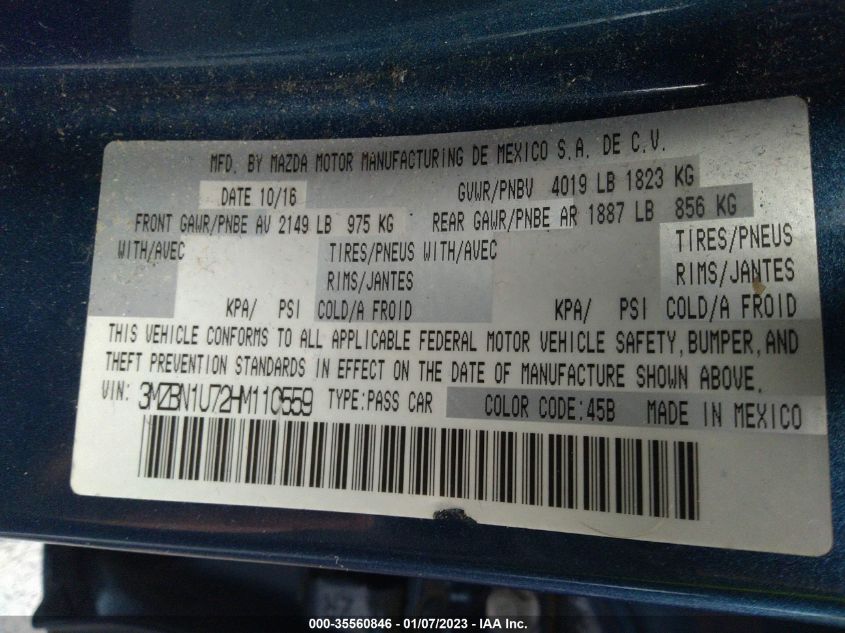 MFD. BY MAZDA MOTOR MANUFACTURING DE MEXICO S.A. DE C.V.
DATE 10/16 GVWR/PNBV 4019 LB 1823 KG
FRONT GAWR/PNBE AV 2149 LB 975 KG REAR GAWR/PNBE AR 1887 LB 856 KG
WITH/AVEC TIRES/PNEUS WITH/AVEC TIRES/PNEUS
RIMS/JANTES RIMS/JANTES
KPA/ PSI COLD/A FROID KPA/ PSI COLD/A FROID
THIS VEHICLE CONFORMS TO ALL APPLICABLE FEDERAL MOTOR VEHICLE SAFETY, BUMPER, AND
THEFT PREVENTION STANDARDS IN EFFECT ON THE DATE OF MANUFACTURE SHOWN ABOVE.
VIN: 3MZBN1U72HM110559 TYPE:PASS CAR COLOR CODE:45B MADE IN MEXICO
000-35560846 — 01/07/2023 — IAA Inc.